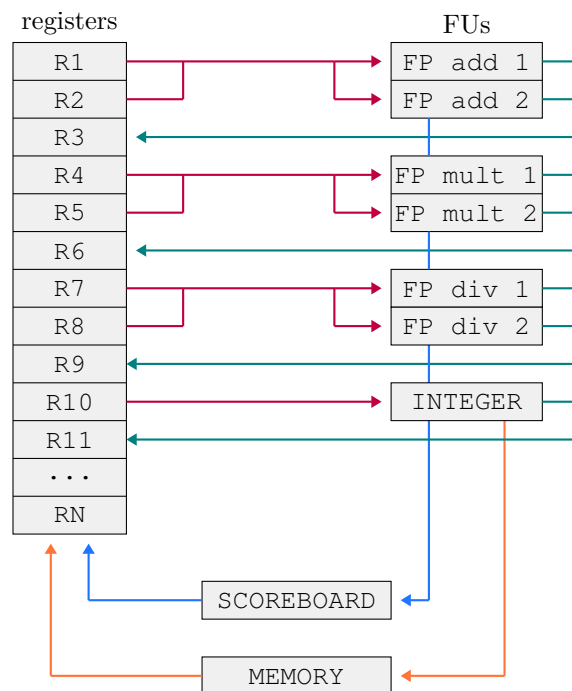 registers
FUs
R1
R2
R3
R4
R5
R6
R7
R8
R9
R10
R11
...
RN
FP add 1
FP add 2
FP mult 1
FP mult 2
FP div 1
FP div 2
INTEGER
SCOREBOARD
MEMORY